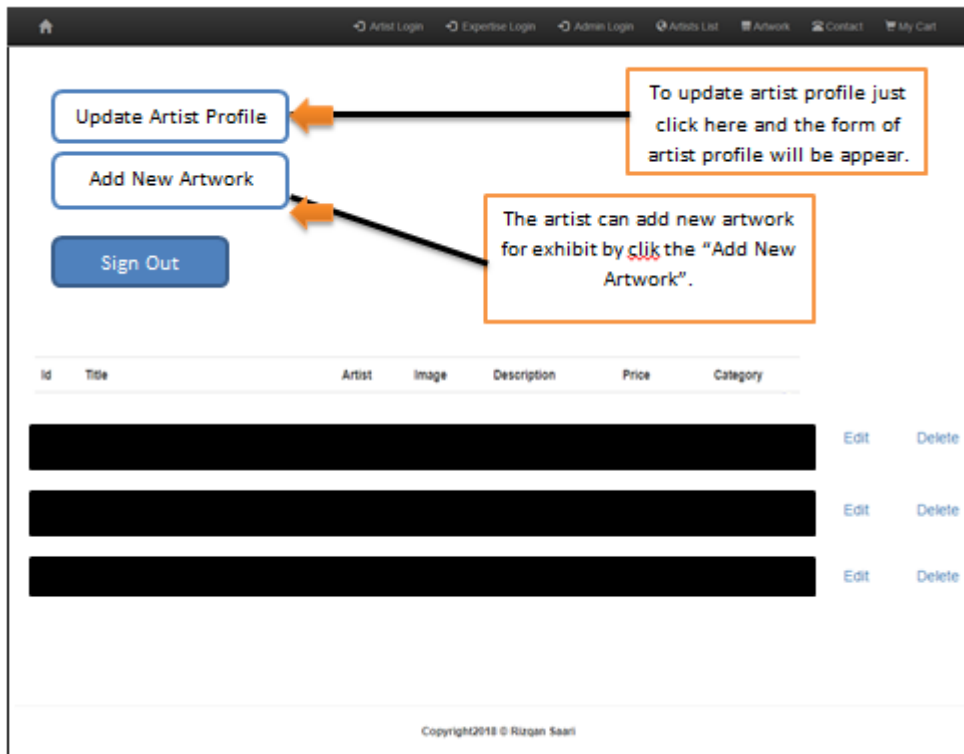 Artist Login Expertise Login Admin Login Artists List Artwork Contact My Cart
Update Artist Profile
To update artist profile just
click here and the form of
artist profile will be appear.
Add New Artwork
The artist can add new artwork
for exhibit by clik the “Add New
Artwork”.
Sign Out
Id Title Artist Image Description Price Category
Edit Delete
Edit Delete
Edit Delete
Copyright2018 © Rizqan Saari